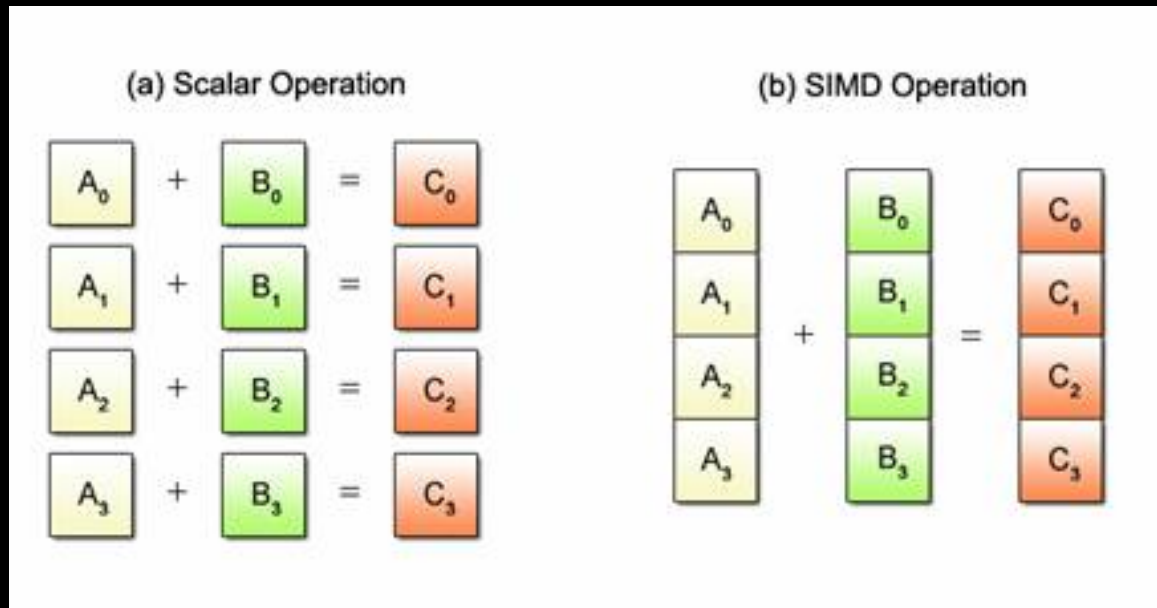 (a) Scalar Operation
A₀ + B₀ = C₀
A₁ + B₁ = C₁
A₂ + B₂ = C₂
A₃ + B₃ = C₃
(b) SIMD Operation
A₀ B₀ C₀
A₁ B₁ C₁
+ =
A₂ B₂ C₂
A₃ B₃ C₃